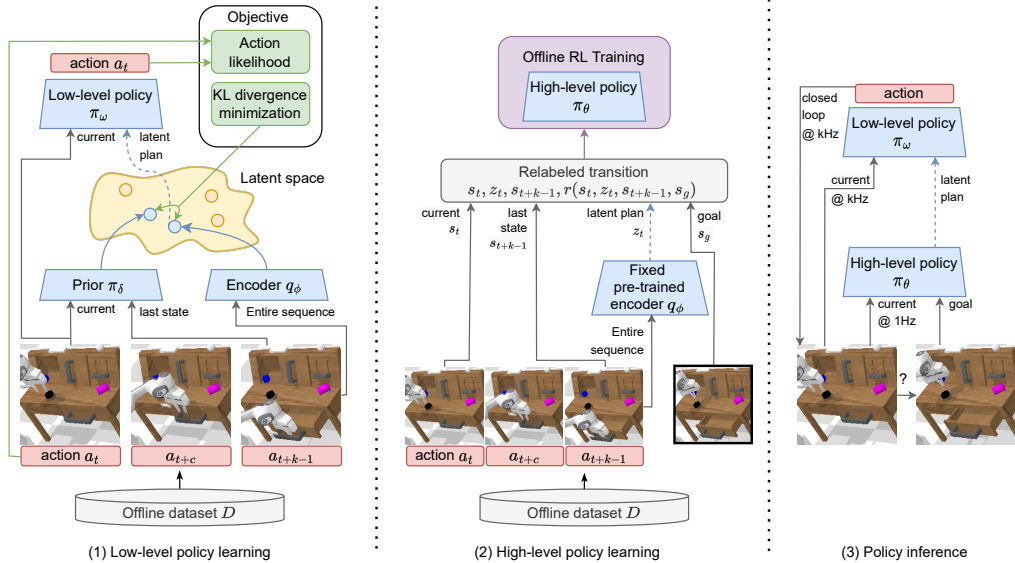 Objective
Action
likelihood
KL divergence
minimization
action a_t
Low-level policy
π_ω
current
latent
plan
Latent space
Prior π_δ
Encoder q_ϕ
current
last state
Entire sequence
action a_t
a_{t+c}
a_{t+k−1}
Offline dataset D
(1) Low-level policy learning
Offline RL Training
High-level policy
π_θ
Relabeled transition
s_t, z_t, s_{t+k−1}, r(s_t, z_t, s_{t+k−1}, s_g)
current
s_t
last
state
s_{t+k−1}
latent plan
z_t
goal
s_g
Fixed
pre-trained
encoder q_ϕ
Entire
sequence
action a_t
a_{t+c}
a_{t+k−1}
Offline dataset D
(2) High-level policy learning
closed
loop
@ kHz
action
Low-level policy
π_ω
current
@ kHz
latent
plan
High-level policy
π_θ
current
@ 1Hz
goal
?
(3) Policy inference